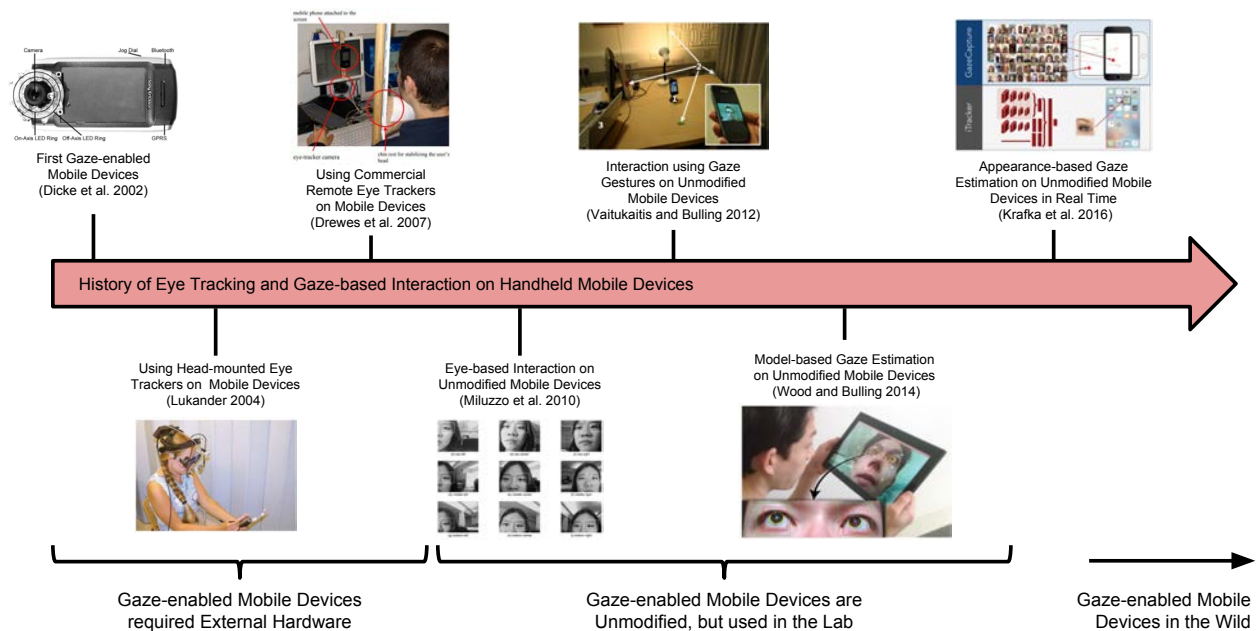 Camera
Jog Dial
Bluetooth
On-Axis LED Ring
Off-Axis LED Ring
GPRS
First Gaze-enabled
Mobile Devices
(Dicke et al. 2002)
mobile phone attached to the
screen
eye-tracker camera
chin rest for stabilizing the user's
head
Using Commercial
Remote Eye Trackers
on Mobile Devices
(Drewes et al. 2007)
Interaction using Gaze
Gestures on Unmodified
Mobile Devices
(Vaitukaitis and Bulling 2012)
GazeCapture
iTracker
Appearance-based Gaze
Estimation on Unmodified Mobile
Devices in Real Time
(Krafka et al. 2016)
History of Eye Tracking and Gaze-based Interaction on Handheld Mobile Devices
Using Head-mounted Eye
Trackers on Mobile Devices
(Lukander 2004)
Eye-based Interaction on
Unmodified Mobile Devices
(Miluzzo et al. 2010)
Model-based Gaze Estimation
on Unmodified Mobile Devices
(Wood and Bulling 2014)
Gaze-enabled Mobile Devices
required External Hardware
Gaze-enabled Mobile Devices are
Unmodified, but used in the Lab
Gaze-enabled Mobile
Devices in the Wild